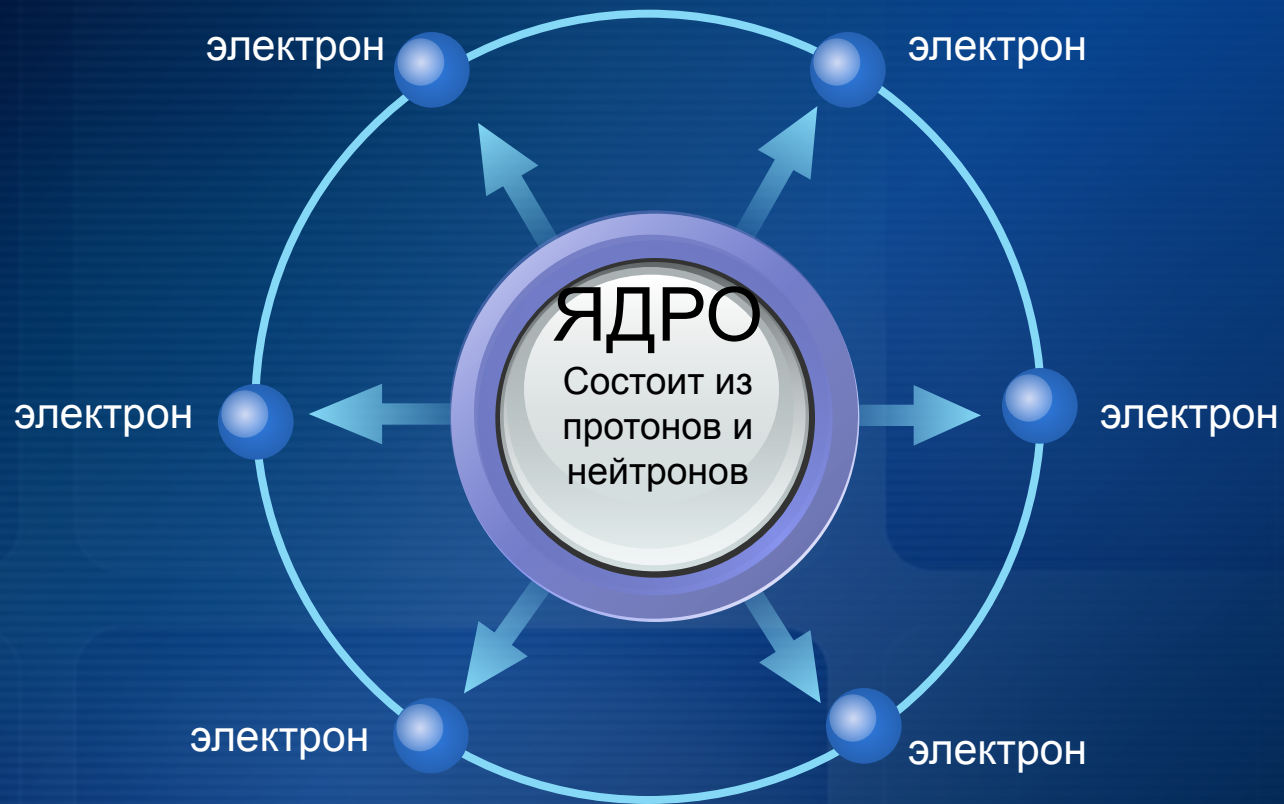 электрон
электрон
ЯДРО
Состоит из
протонов и
нейтронов
электрон
электрон
электрон
электрон